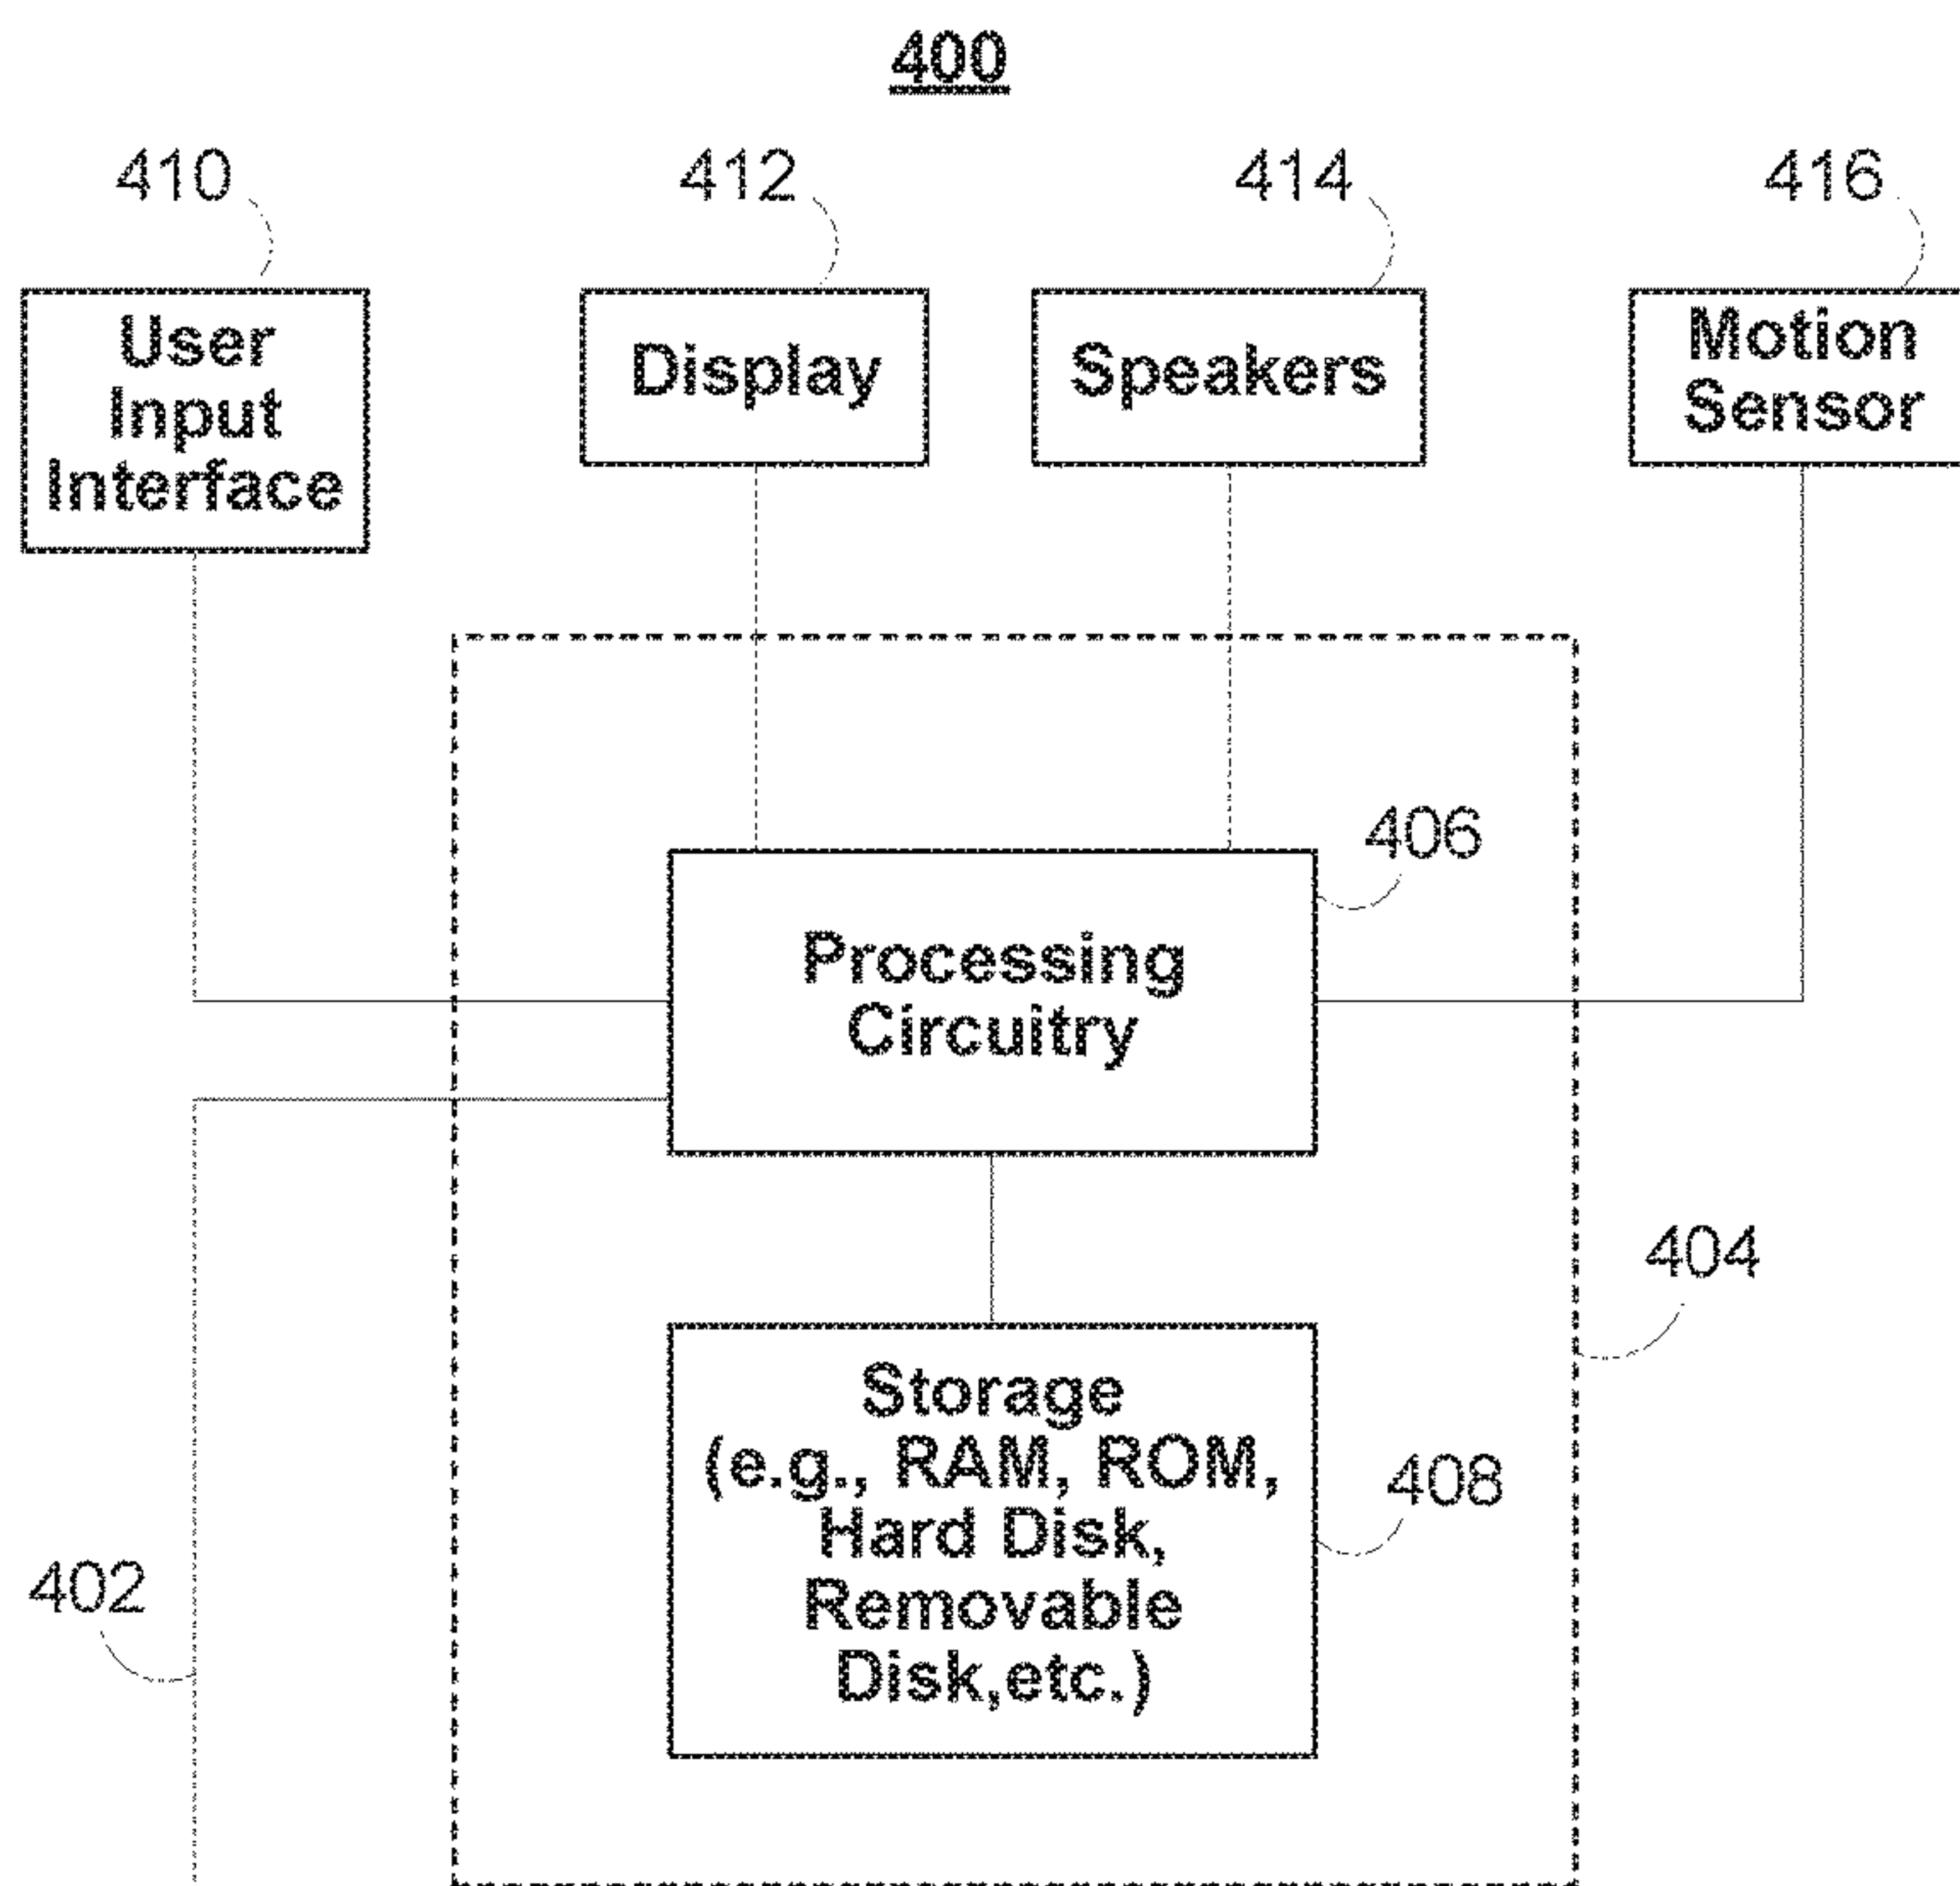 400
410
412
414
416
User
Input
Interface
Display
Speakers
Motion
Sensor
406
Processing
Circuitry
404
Storage
(e.g., RAM, ROM,
Hard Disk,
Removable
Disk,etc.)
408
402